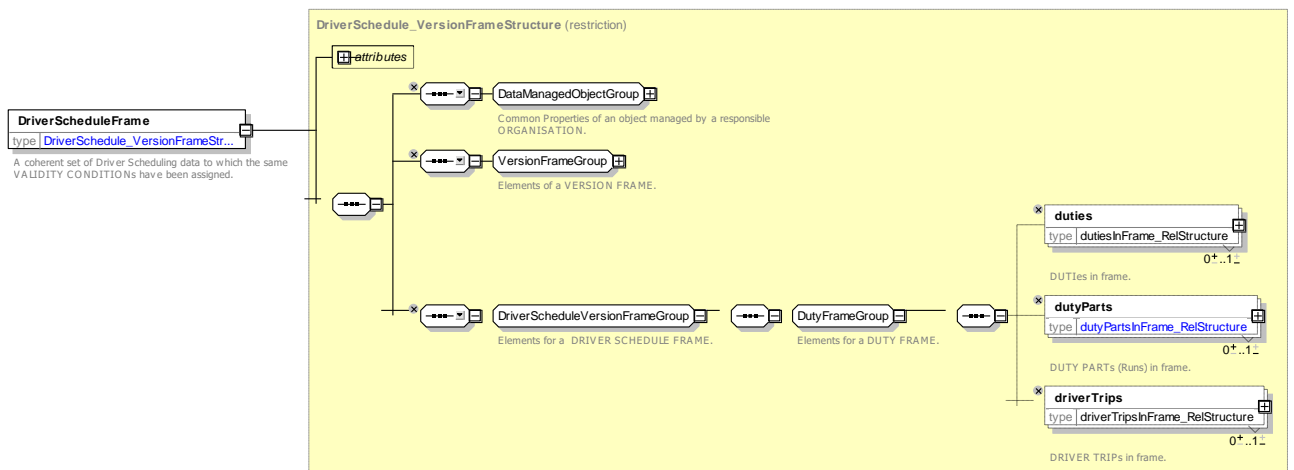 DriverSchedule_VersionFrameStructure (restriction)
attributes
DataManagedObjectGroup
Common Properties of an object managed by a responsible
ORGANISATION.
DriverScheduleFrame
type DriverSchedule_VersionFrameStr...
A coherent set of Driver Scheduling data to which the same
VALIDITY CONDITIONs have been assigned.
VersionFrameGroup
Elements of a VERSION FRAME.
duties
type dutiesInFrame_RelStructure
0..1
DUTIes in frame.
DriverScheduleVersionFrameGroup
Elements for a DRIVER SCHEDULE FRAME.
DutyFrameGroup
Elements for a DUTY FRAME.
dutyParts
type dutyPartsInFrame_RelStructure
0..1
DUTY PARTs (Runs) in frame.
driverTrips
type driverTripsInFrame_RelStructure
0..1
DRIVER TRIPs in frame.